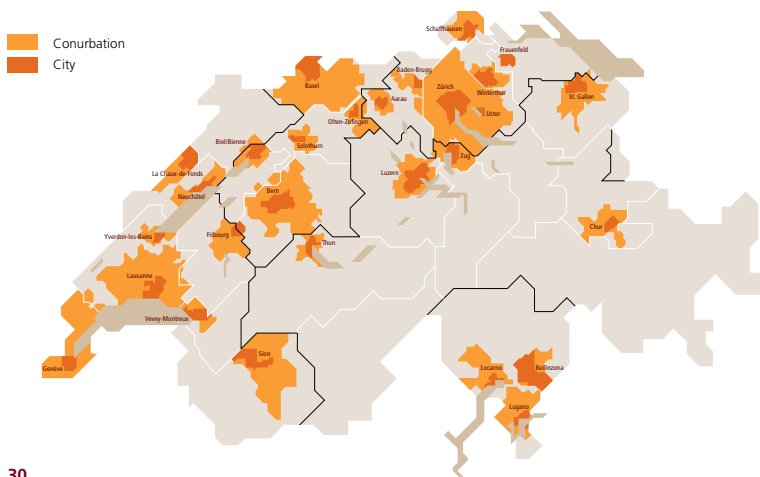 Conurbation
City
Schaffhausen
Frauenfeld
Basel
Baden-Brugg
Zürich
Winterthur
Aarau
St. Gallen
Uster
Olten-Zofingen
Biel/Bienne
Solothurn
Zug
La Chaux-de-Fonds
Luzern
Neuchâtel
Bern
Chur
Fribourg
Yverdon-les-Bains
Thun
Lausanne
Vevey-Montreux
Sion
Genève
Locarno
Bellinzona
Lugano
30